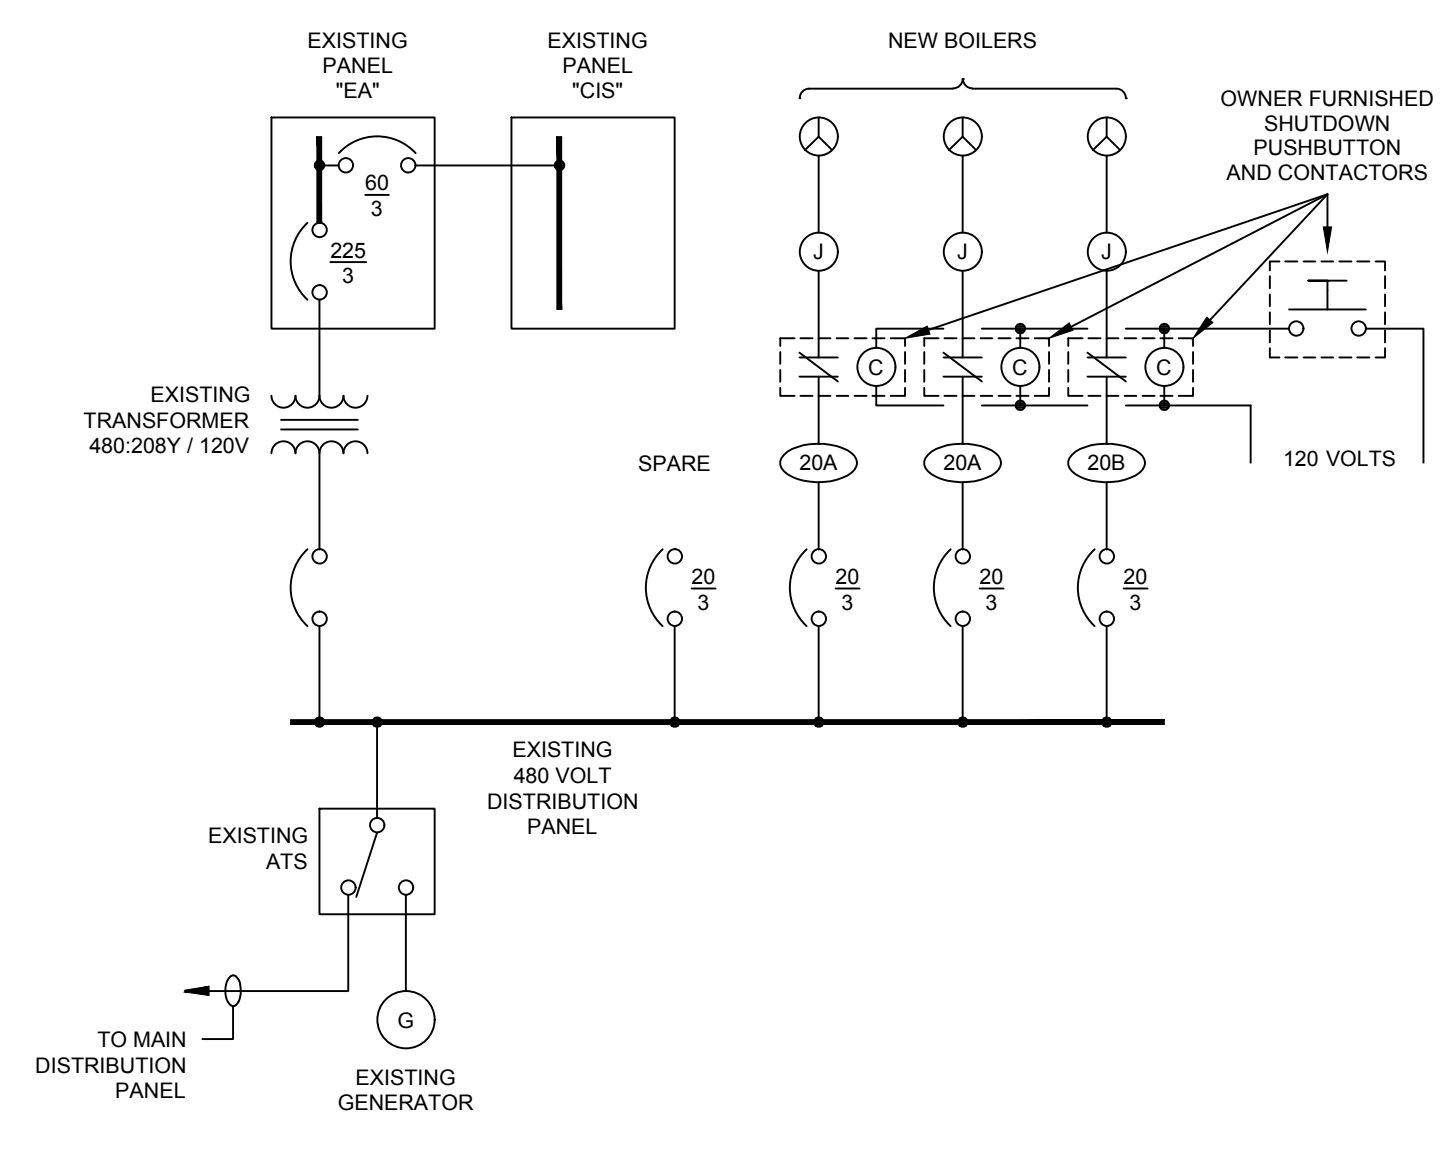 EXISTING
PANEL
"EA"
EXISTING
PANEL
"CIS"
NEW BOILERS
OWNER FURNISHED
SHUTDOWN
PUSHBUTTON
AND CONTACTORS
60
3
225
3
J
J
J
C
C
C
EXISTING
TRANSFORMER
480:208Y / 120V
SPARE
20A
20A
20B
120 VOLTS
20
3
20
3
20
3
20
3
EXISTING
480 VOLT
DISTRIBUTION
PANEL
EXISTING
ATS
G
TO MAIN
DISTRIBUTION
PANEL
EXISTING
GENERATOR